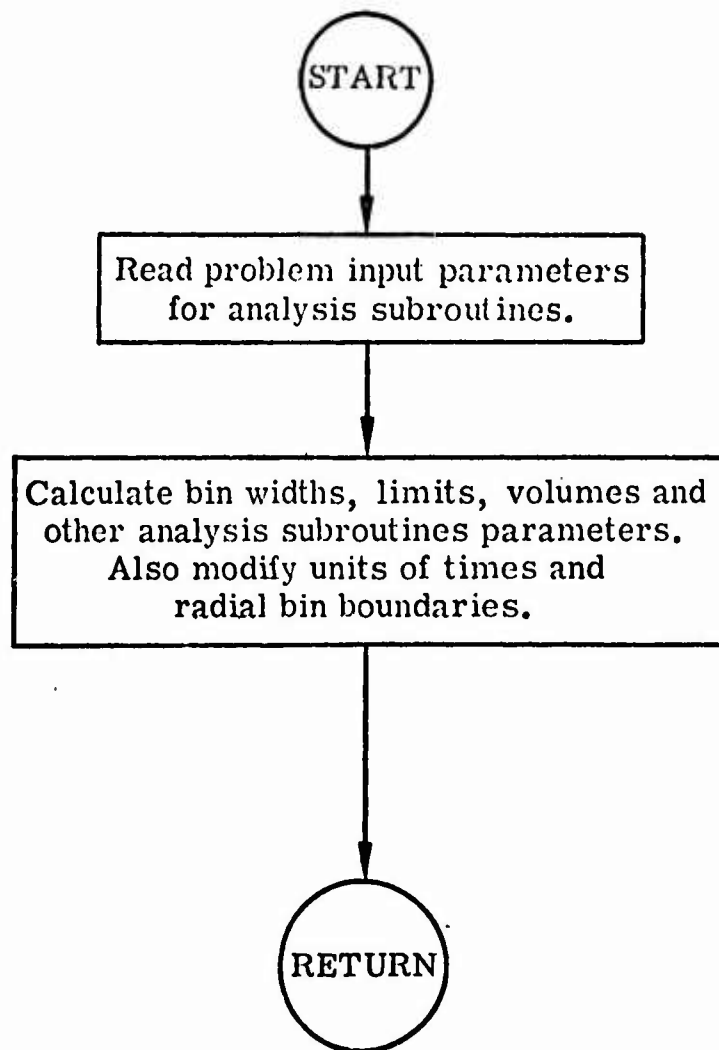 START
Read problem input parameters
for analysis subroutines.
Calculate bin widths, limits, volumes and
other analysis subroutines parameters.
Also modify units of times and
radial bin boundaries.
RETURN